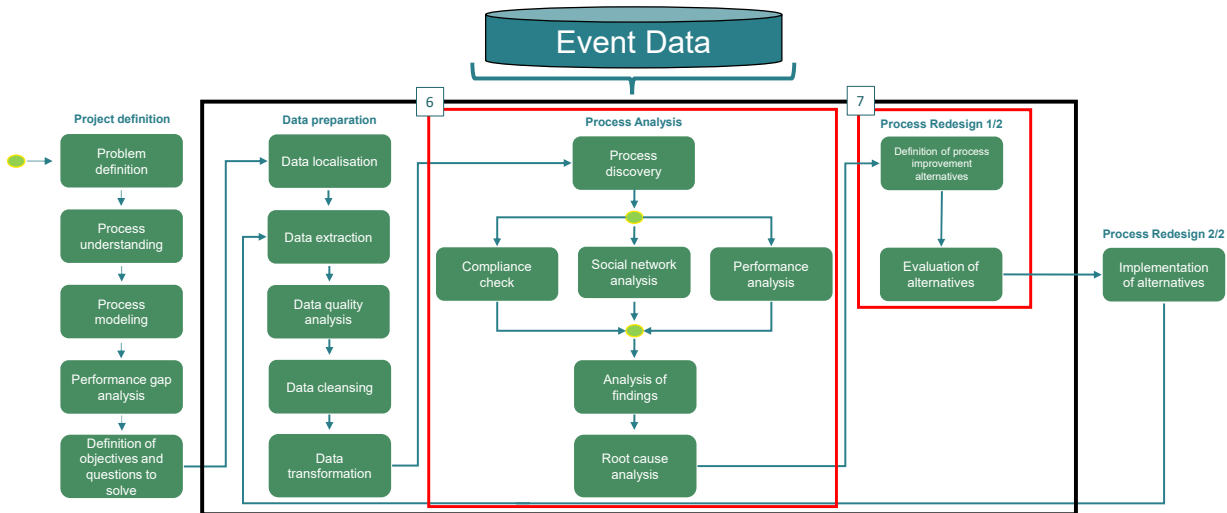 Event Data
6
7
Project definition
Problem
definition
Process
understanding
Process
modeling
Performance gap
analysis
Definition of
objectives and
questions to
solve
Data preparation
Data localisation
Data extraction
Data quality
analysis
Data cleansing
Data
transformation
Process Analysis
Process
discovery
Compliance
check
Social network
analysis
Performance
analysis
Analysis of
findings
Root cause
analysis
Process Redesign 1/2
Definition of process
improvement
alternatives
Evaluation of
alternatives
Process Redesign 2/2
Implementation
of alternatives